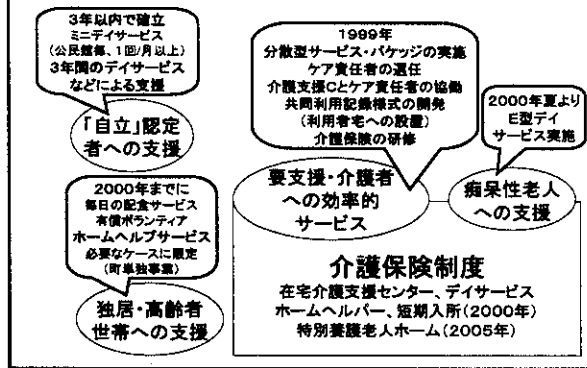 3年以内で確立
ミニデイサービス
(公民館毎、1回/月以上)
3年間のデイサービス
などによる支援
「自立」認定
者への支援
2000年までに
毎日の配食サービス
有償ボランティア
ホームヘルプサービス
必要なケースに限定
(町単独事業)
独居・高齢者
世帯への支援
1999年
分散型サービス・パッケジの実施
ケア責任者の選任
介護支援Cとケア責任者の協働
共同利用記録様式の開発
(利用者宅への設置)
介護保険の研修
要支援・介護者
への効率的
サービス
2000年夏より
E型デイ
サービス実施
痴呆性老人
への支援
介護保険制度
在宅介護支援センター、デイサービス
ホームヘルパー、短期入所(2000年)
特別養護老人ホーム(2005年)